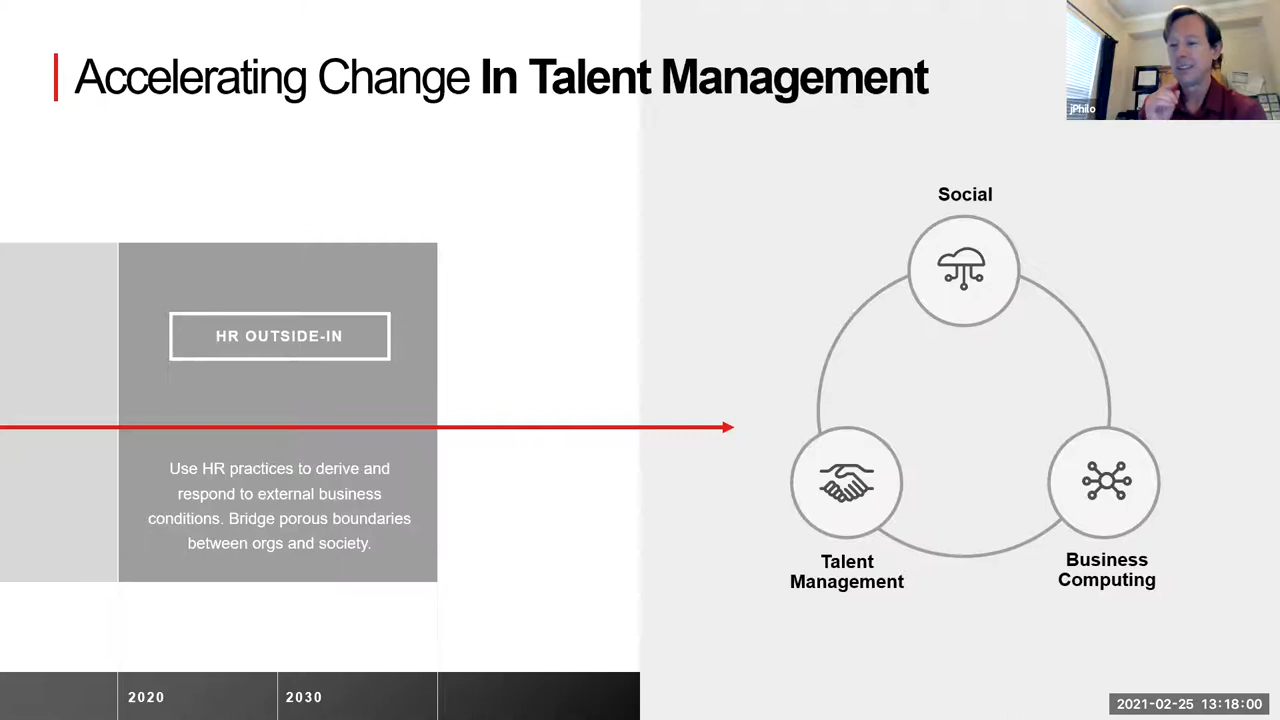 Accelerating Change In Talent Management
jPhilo
Social
HR OUTSIDE-IN
Use HR practices to derive and
respond to external business
conditions. Bridge porous boundaries
between orgs and society.
Talent
Management
Business
Computing
2020
2030
2021-02-25 13:18:00